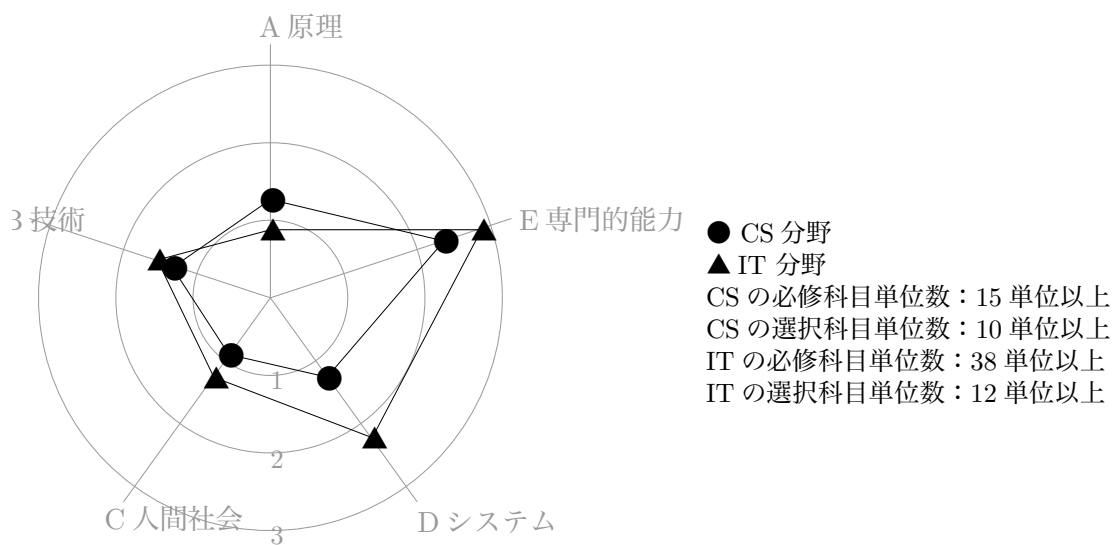 A 原理
B 技術
E 専門的能力
1
2
C 人間社会
D システム
3
CS 分野
IT 分野
CS の必修科目単位数：15 単位以上
CS の選択科目単位数：10 単位以上
IT の必修科目単位数：38 単位以上
IT の選択科目単位数：12 単位以上